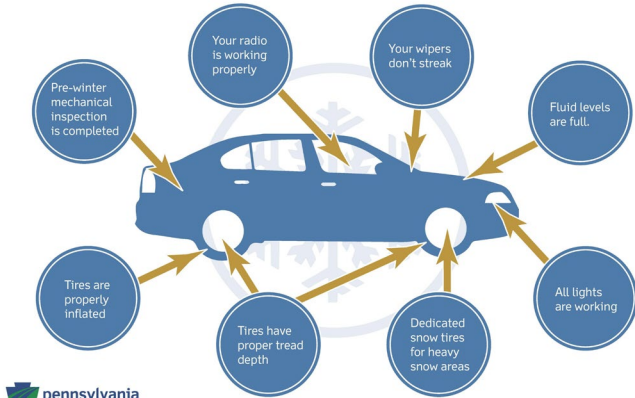 Your radio
is working
properly
Your wipers
don't streak
Pre-winter
mechanical
inspection
is completed
Fluid levels
are full.
Tires are
properly
inflated
Tires have
proper tread
depth
Dedicated
snow tires
for heavy
snow areas
All lights
are working
pennsylvania